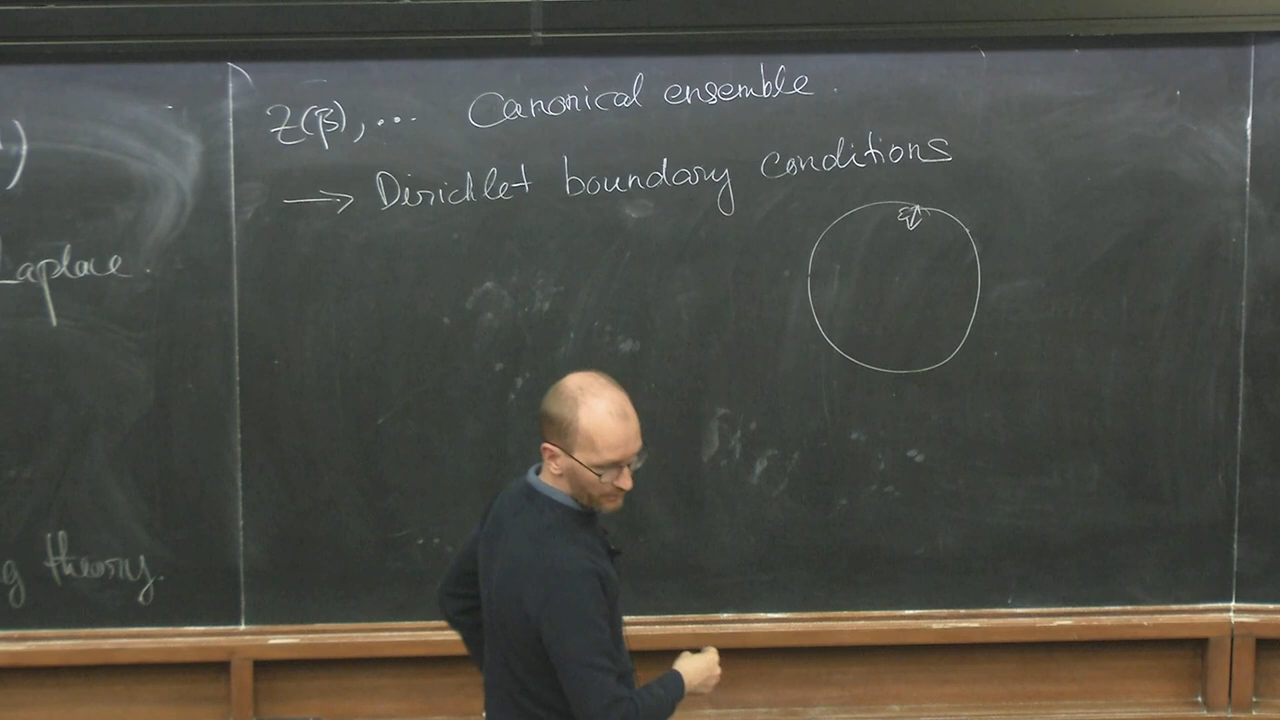 )
Laplace.
g theory.
Z(β), ... Canonical ensemble.
→ Dirichlet boundary conditions
ε